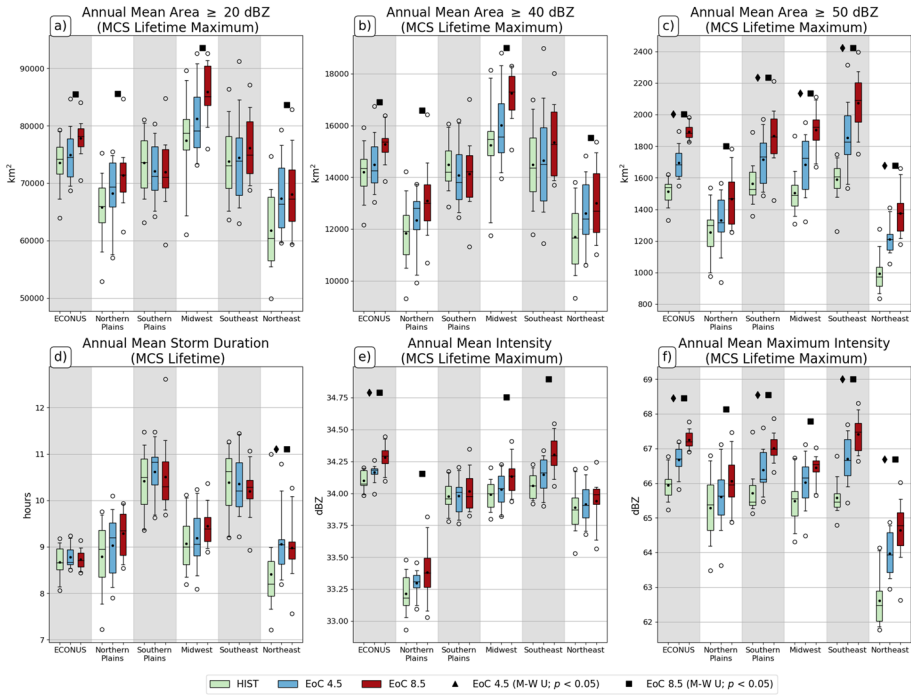 Annual Mean Area ≥ 20 dBZ
(MCS Lifetime Maximum)
a)
90000
80000
70000
60000
50000
km²
ECONUS Northern Plains Southern Plains Midwest Southeast Northeast
Annual Mean Area ≥ 40 dBZ
(MCS Lifetime Maximum)
b)
18000
16000
14000
12000
10000
km²
ECONUS Northern Plains Southern Plains Midwest Southeast Northeast
Annual Mean Area ≥ 50 dBZ
(MCS Lifetime Maximum)
c)
2400
2200
2000
1800
1600
1400
1200
1000
800
km²
ECONUS Northern Plains Southern Plains Midwest Southeast Northeast
Annual Mean Storm Duration
(MCS Lifetime)
d)
12
11
10
9
8
7
hours
ECONUS Northern Plains Southern Plains Midwest Southeast Northeast
Annual Mean Intensity
(MCS Lifetime Maximum)
e)
34.75
34.50
34.25
34.00
33.75
33.50
33.25
33.00
dBZ
ECONUS Northern Plains Southern Plains Midwest Southeast Northeast
Annual Mean Maximum Intensity
(MCS Lifetime Maximum)
f)
69
68
67
66
65
64
63
62
dBZ
ECONUS Northern Plains Southern Plains Midwest Southeast Northeast
HIST EoC 4.5 EoC 8.5 EoC 4.5 (M-W U; p < 0.05) EoC 8.5 (M-W U; p < 0.05)